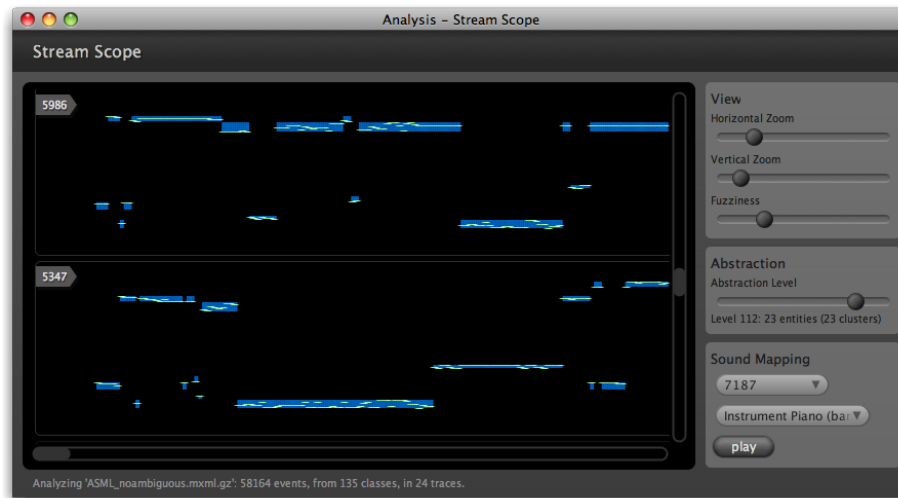 Analysis - Stream Scope
Stream Scope
5986
5347
View
Horizontal Zoom
Vertical Zoom
Fuzziness
Abstraction
Abstraction Level
Level 112: 23 entities (23 clusters)
Sound Mapping
7187
Instrument Piano (bar
play
Analyzing 'ASML_noambiguous.mxml.gz': 58164 events, from 135 classes, in 24 traces.